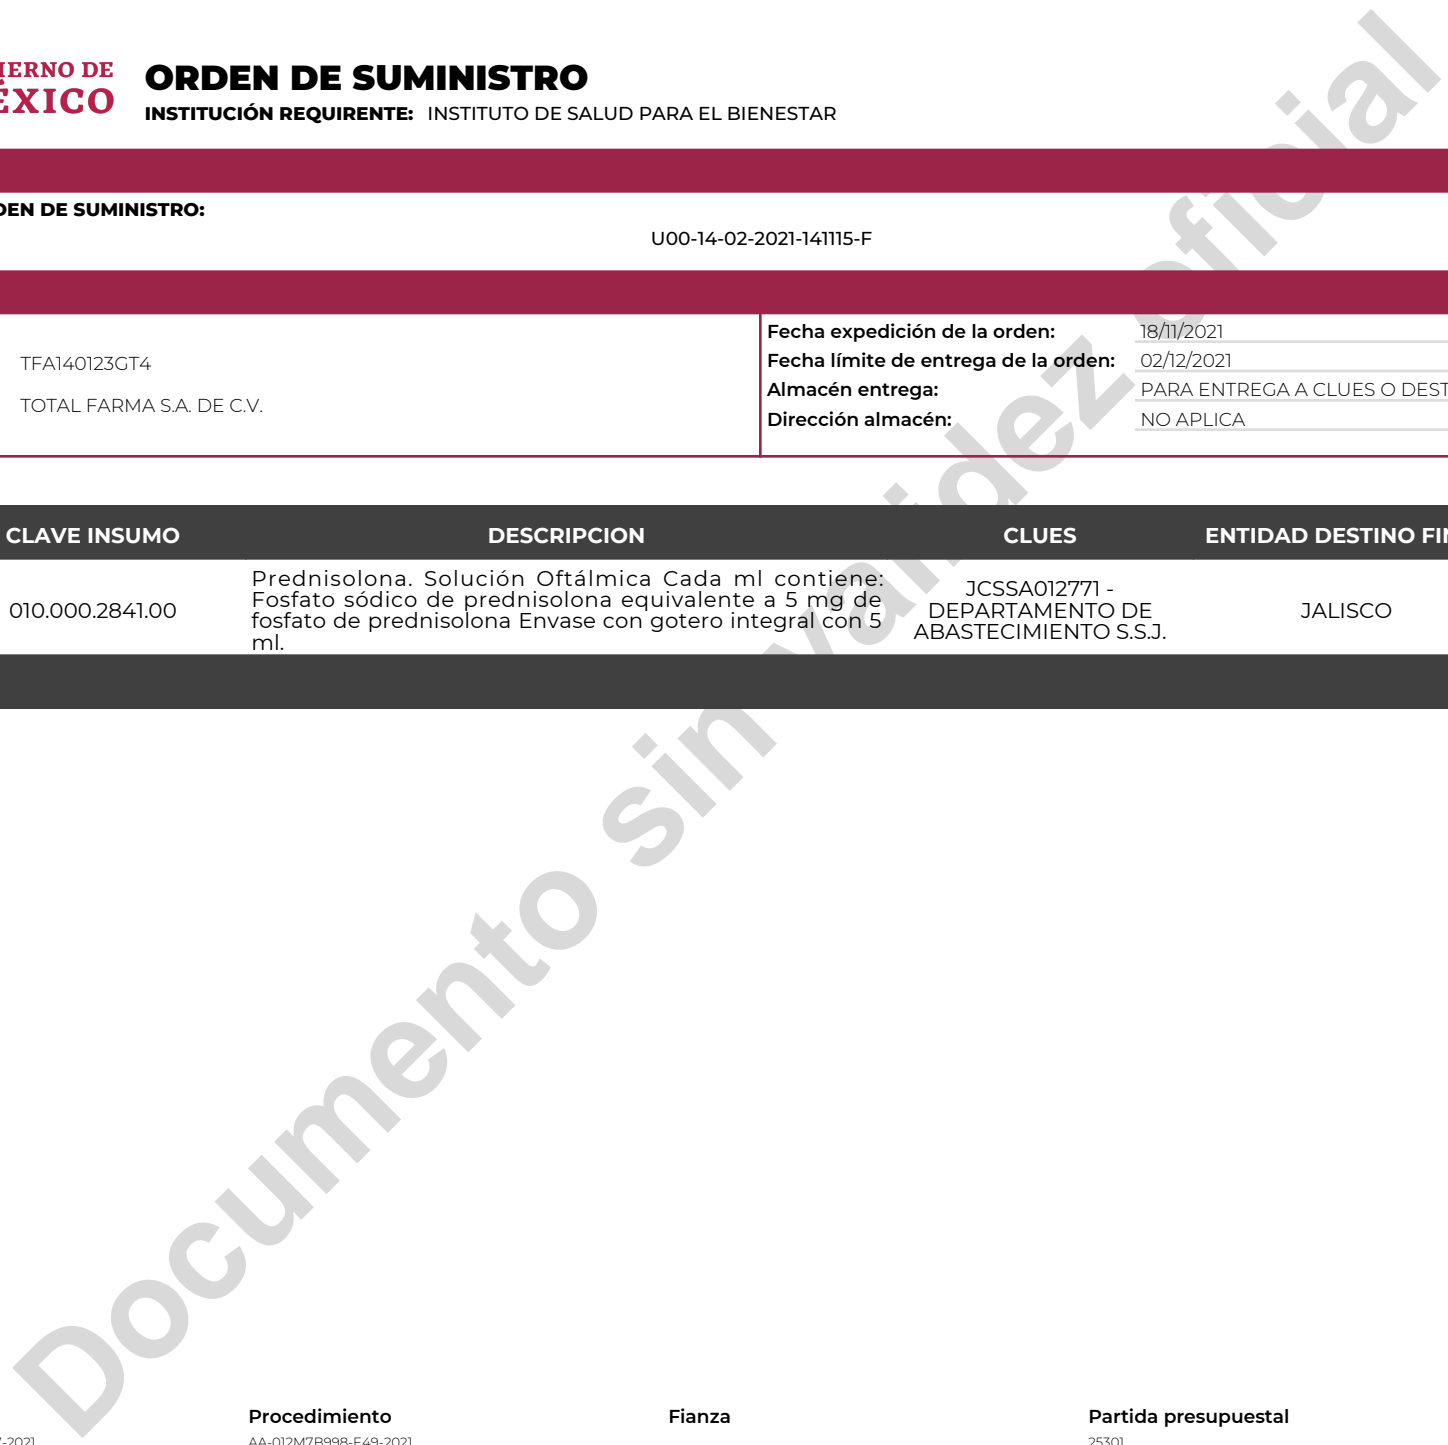 IERNO DE
ÉXICO
ORDEN DE SUMINISTRO
INSTITUCIÓN REQUIRENTE: INSTITUTO DE SALUD PARA EL BIENESTAR
DEN DE SUMINISTRO:
U00-14-02-2021-141115-F
TFA140123GT4
TOTAL FARMA S.A. DE C.V.
Fecha expedición de la orden: 18/11/2021
Fecha límite de entrega de la orden: 02/12/2021
Almacén entrega: PARA ENTREGA A CLUES O DEST
Dirección almacén: NO APLICA
CLAVE INSUMO DESCRIPCION CLUES ENTIDAD DESTINO FIN
010.000.2841.00
Prednisolona. Solución Oftálmica Cada ml contiene:
Fosfato sódico de prednisolona equivalente a 5 mg de
fosfato de prednisolona Envase con gotero integral con 5
ml.
JCSSA012771 -
DEPARTAMENTO DE
ABASTECIMIENTO S.S.J.
JALISCO
Documento sin validez oficial
Procedimiento Fianza Partida presupuestal
-2021 AA-012M7B998-E49-2021 25301